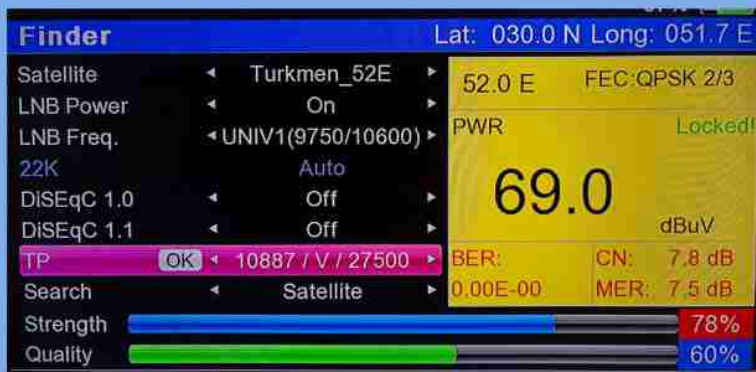 Finder Lat: 030.0 N Long: 051.7 E
Satellite Turkmen_52E
LNB Power On
LNB Freq. UNIV1(9750/10600)
22K Auto
DiSEqC 1.0 Off
DiSEqC 1.1 Off
TP OK 10887 / V / 27500
Search Satellite
52.0 E FEC:QPSK 2/3
PWR Locked!
69.0
dBuV
BER: CN: 7.8 dB
0.00E-00 MER: 7.5 dB
Strength 78%
Quality 60%